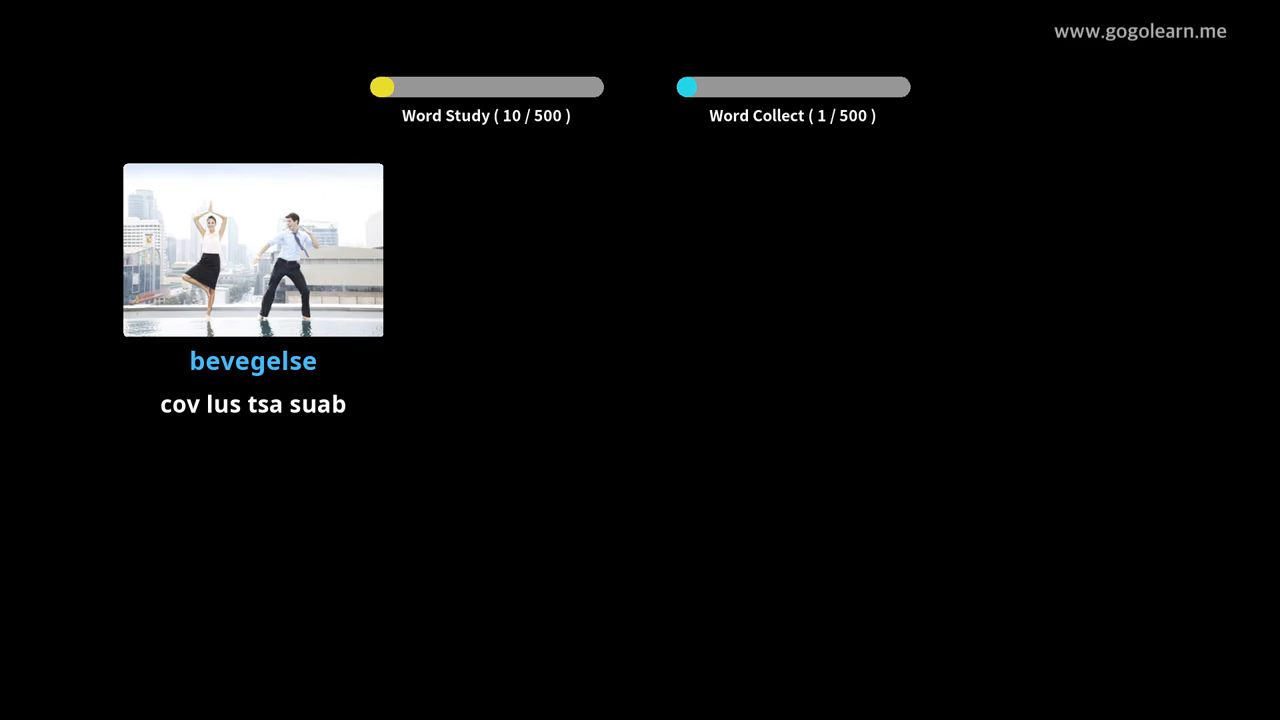 www.gogolearn.me
Word Study ( 10 / 500 )
Word Collect ( 1 / 500 )
bevegelse
cov lus tsa suab